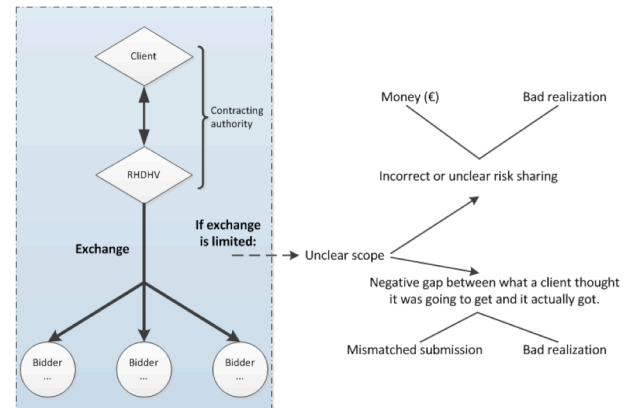 Client
Contracting
authority
RHDHV
Exchange
If exchange
is limited:
Bidder
...
Bidder
...
Bidder
...
Money (€)
Bad realization
Incorrect or unclear risk sharing
Unclear scope
Negative gap between what a client thought
it was going to get and it actually got.
Mismatched submission
Bad realization